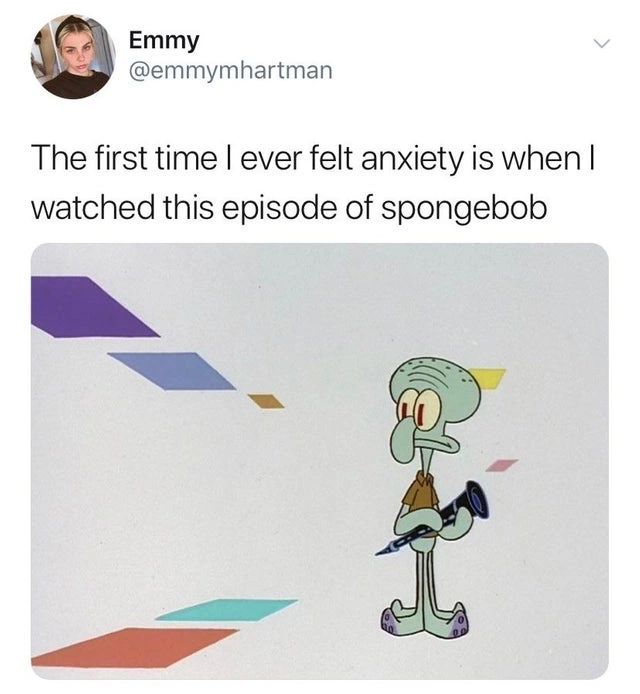 Emmy
@emmymhartman
The first time I ever felt anxiety is when I
watched this episode of spongebob